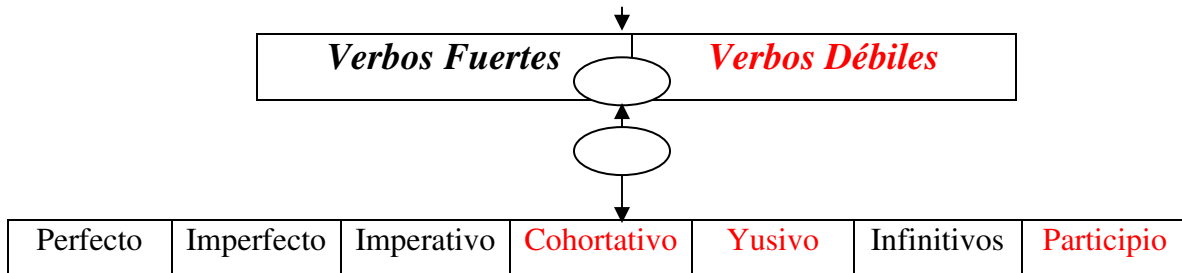 Verbos Fuertes Verbos Débiles
Perfecto Imperfecto Imperativo Cohortativo Yusivo Infinitivos Participio